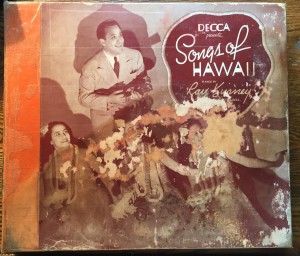 DECCA
presents
Songs of
HAWAII
Ray Kinney